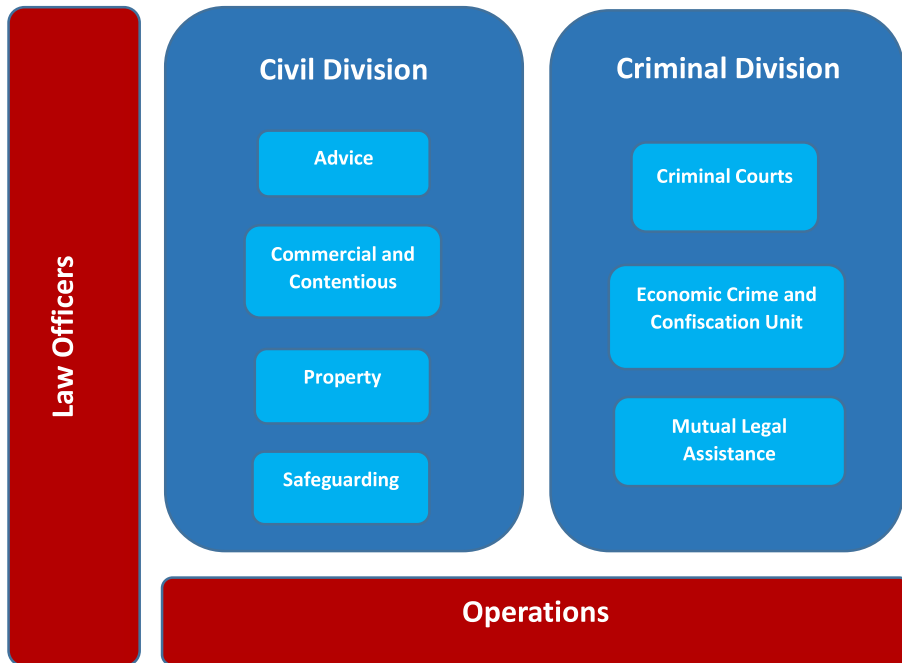 Law Officers
Civil Division
Advice
Commercial and
Contentious
Property
Safeguarding
Criminal Division
Criminal Courts
Economic Crime and
Confiscation Unit
Mutual Legal
Assistance
Operations